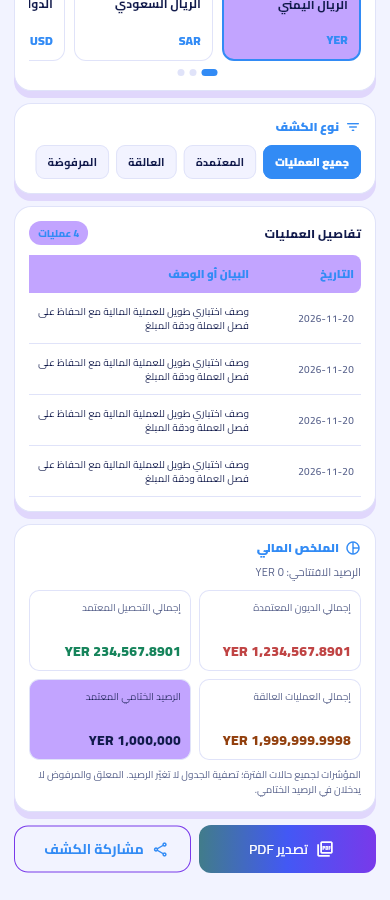 الريال اليمني
YER
الريال السعودي
SAR
الدوا
USD
نوع الكشف
جميع العمليات
المعتمدة
العالقة
المرفوضة
تفاصيل العمليات
4 عمليات
التاريخ
البيان أو الوصف
2026-11-20
وصف اختباري طويل للعملية المالية مع الحفاظ على
فصل العملة ودقة المبلغ
2026-11-20
وصف اختباري طويل للعملية المالية مع الحفاظ على
فصل العملة ودقة المبلغ
2026-11-20
وصف اختباري طويل للعملية المالية مع الحفاظ على
فصل العملة ودقة المبلغ
2026-11-20
وصف اختباري طويل للعملية المالية مع الحفاظ على
فصل العملة ودقة المبلغ
الملخص المالي
الرصيد الافتتاحي: YER 0
إجمالي الديون المعتمدة
YER 1,234,567.8901
إجمالي التحصيل المعتمد
YER 234,567.8901
إجمالي العمليات العالقة
YER 1,999,999.9998
الرصيد الختامي المعتمد
YER 1,000,000
المؤشرات لجميع حالات الفترة؛ تصفية الجدول لا تغيّر الرصيد. المعلق والمرفوض لا
يدخلان في الرصيد الختامي.
تصدير PDF
مشاركة الكشف